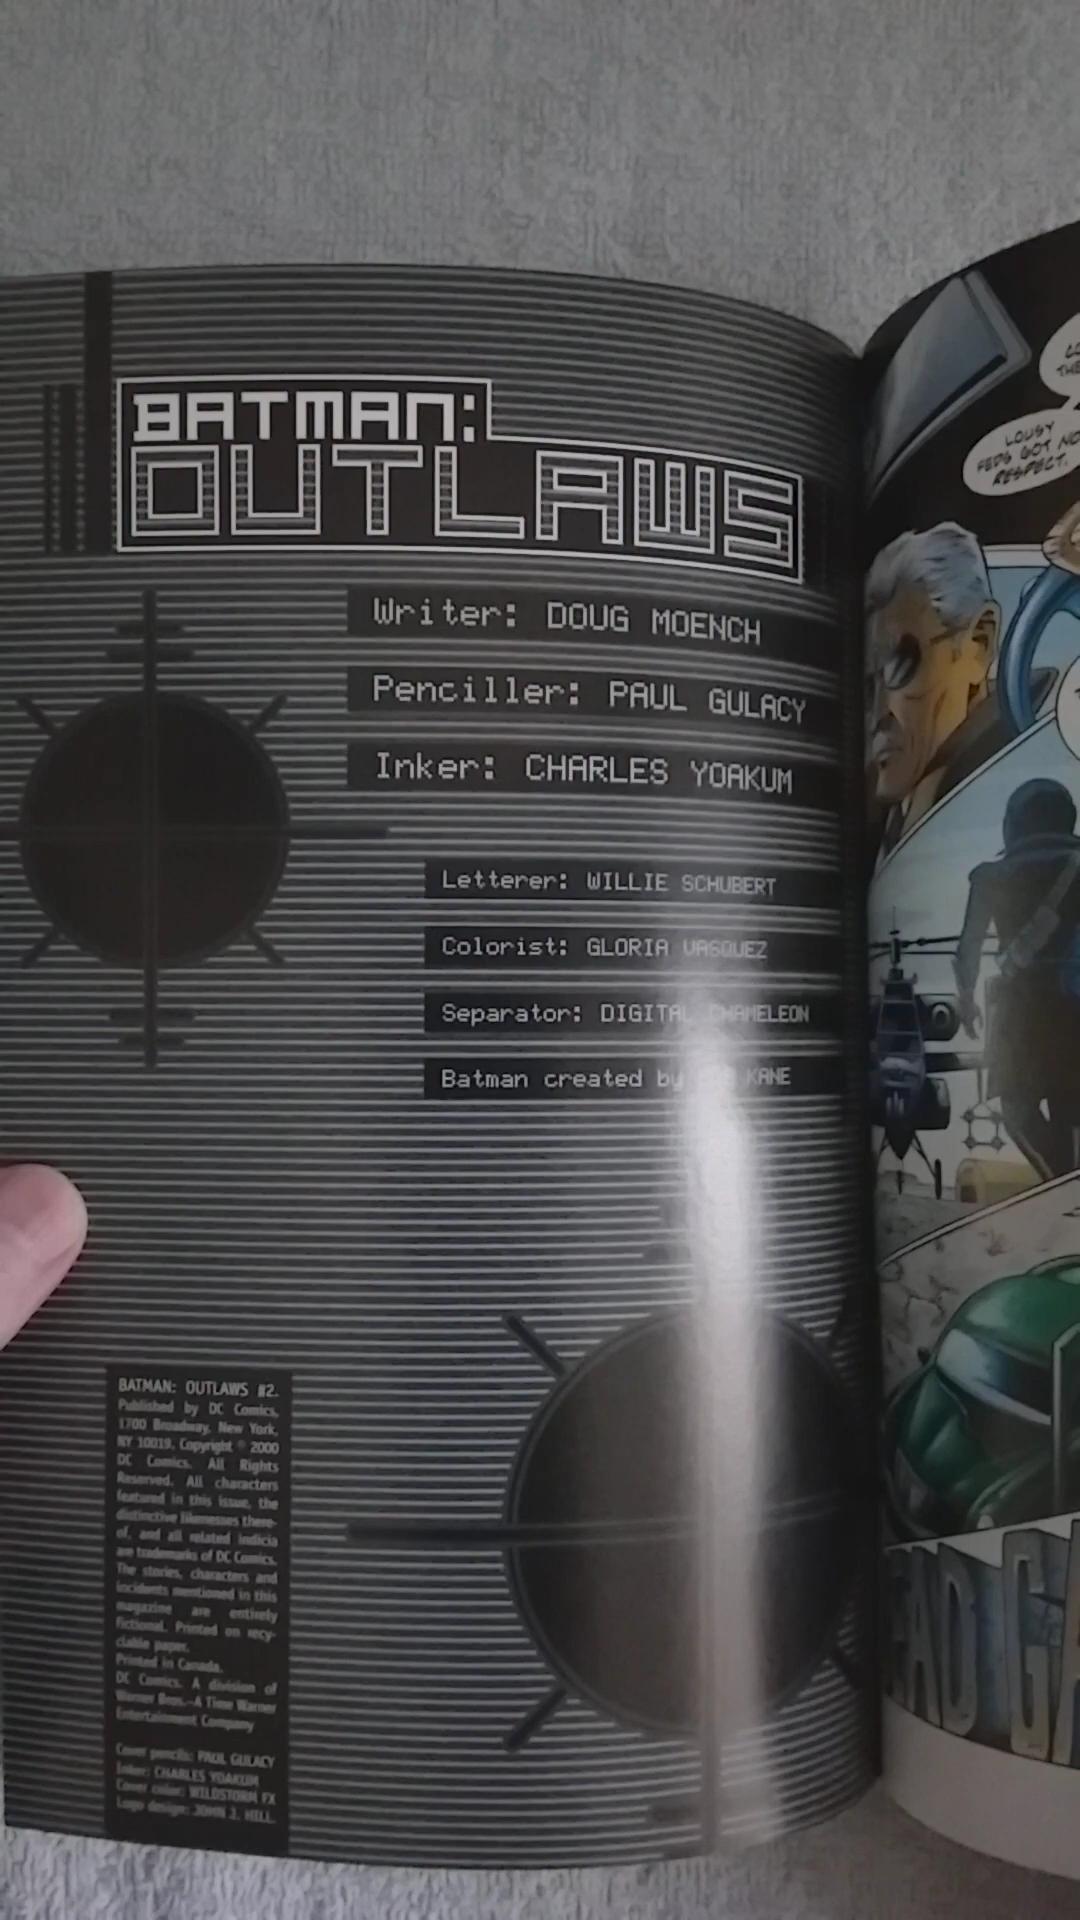 BATMAN:
OUTLAWS
Writer: DOUG MOENCH
Penciller: PAUL GULACY
Inker: CHARLES YOAKUM
Letterer: WILLIE SCHUBERT
Colorist: GLORIA VASQUEZ
Separator: DIGITAL CHAMELEON
Batman created by KANE
BATMAN: OUTLAWS #2.
Published by DC Comics,
1700 Broadway, New York,
NY 10019. Copyright © 2000
DC Comics. All Rights
Reserved. All characters
featured in this issue, the
distinctive likenesses there-
of, and all related indicia
are trademarks of DC Comics.
The stories, characters and
incidents mentioned in this
magazine are entirely
fictional. Printed on recy-
clable paper.
Printed in Canada.
DC Comics. A division of
Warner Bros.-A Time Warner
Entertainment Company
Cover pencils: PAUL GULACY
Inker: CHARLES YOAKUM
Cover color: WILDSTORM FX
Logo design: JOHN J. HILL
LOUSY
FEDS GOT NO
RESPECT.